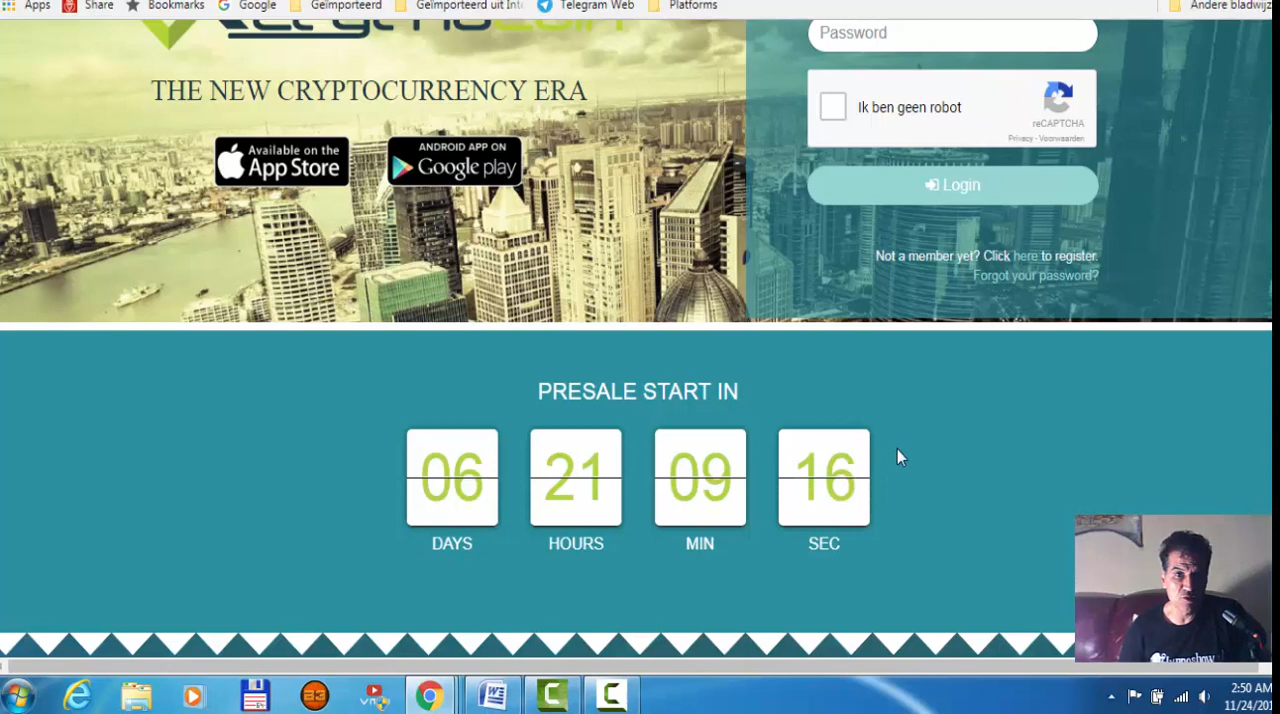 Apps Share Bookmarks Google Geïmporteerd Geïmporteerd uit Int Telegram Web Platforms Andere bladwijz
THE NEW CRYPTOCURRENCY ERA
Available on the
App Store
ANDROID APP ON
Google play
Password
Ik ben geen robot
reCAPTCHA
Privacy - Voorwaarden
Login
Not a member yet? Click here to register.
Forgot your password?
PRESALE START IN
06 21 09 16
DAYS HOURS MIN SEC
2:50 AM
11/24/201